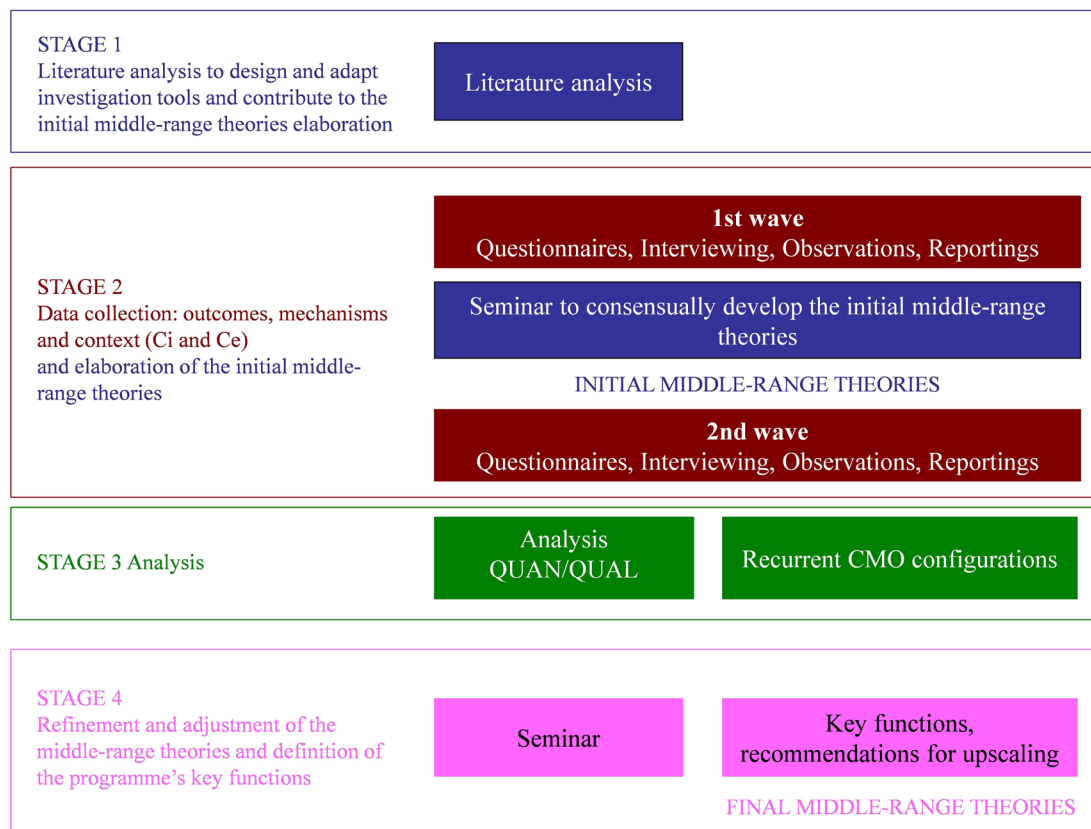 STAGE 1
Literature analysis to design and adapt
investigation tools and contribute to the
initial middle-range theories elaboration
Literature analysis
STAGE 2
Data collection: outcomes, mechanisms
and context (Ci and Ce)
and elaboration of the initial middle-
range theories
1st wave
Questionnaires, Interviewing, Observations, Reportings
Seminar to consensually develop the initial middle-range
theories
INITIAL MIDDLE-RANGE THEORIES
2nd wave
Questionnaires, Interviewing, Observations, Reportings
STAGE 3 Analysis
Analysis
QUAN/QUAL
Recurrent CMO configurations
STAGE 4
Refinement and adjustment of the
middle-range theories and definition of
the programme’s key functions
Seminar
Key functions,
recommendations for upscaling
FINAL MIDDLE-RANGE THEORIES